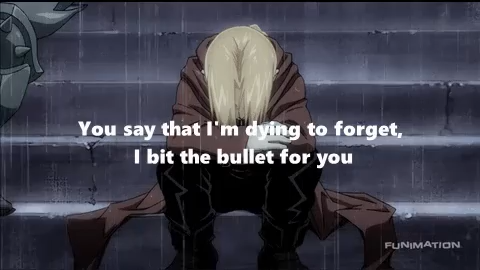 You say that I'm dying to forget,
I bit the bullet for you
FUNIMATION